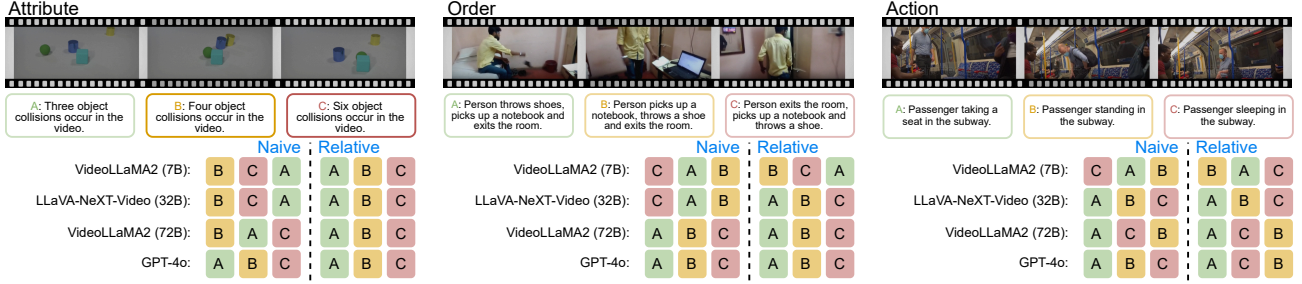 Attribute
A: Three object
collisions occur in the
video.
B: Four object
collisions occur in the
video.
C: Six object
collisions occur in the
video.
Naive Relative
VideoLLaMA2 (7B): B C A A B C
LLaVA-NeXT-Video (32B): B C A A B C
VideoLLaMA2 (72B): B A C A B C
GPT-4o: A B C A B C
Order
A: Person throws shoes,
picks up a notebook and
exits the room.
B: Person picks up a
notebook, throws a shoe
and exits the room.
C: Person exits the room,
picks up a notebook and
throws a shoe.
Naive Relative
VideoLLaMA2 (7B): C A B B C A
LLaVA-NeXT-Video (32B): C A B A B C
VideoLLaMA2 (72B): A B C A B C
GPT-4o: A B C A B C
Action
A: Passenger taking a
seat in the subway.
B: Passenger standing in
the subway.
C: Passenger sleeping in
the subway.
Naive Relative
VideoLLaMA2 (7B): C A B B A C
LLaVA-NeXT-Video (32B): A B C A B C
VideoLLaMA2 (72B): A C B A C B
GPT-4o: A B C A C B